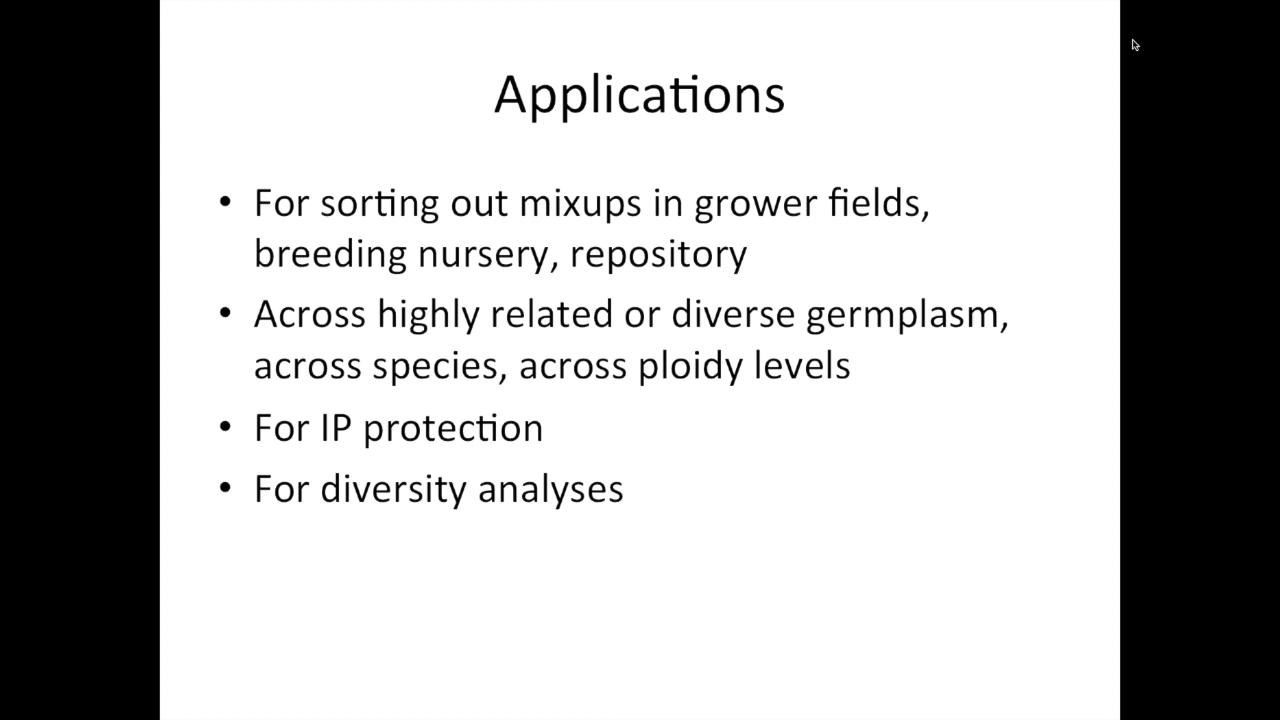 Applications
• For sorting out mixups in grower fields,
breeding nursery, repository
• Across highly related or diverse germplasm,
across species, across ploidy levels
• For IP protection
• For diversity analyses